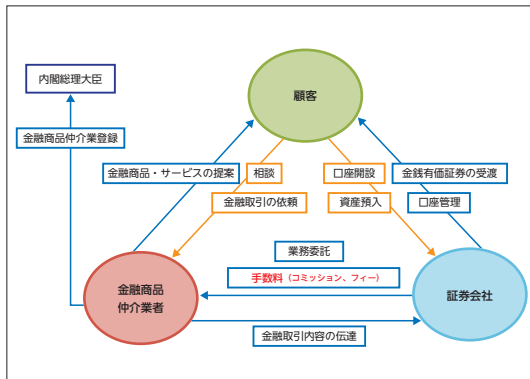 内閣総理大臣
顧客
金融商品仲介業登録
金融商品・サービスの提案
相談
口座開設
金銭有価証券の受渡
金融取引の依頼
資産預入
口座管理
業務委託
手数料(コミッション、フィー)
金融商品
仲介業者
証券会社
金融取引内容の伝達